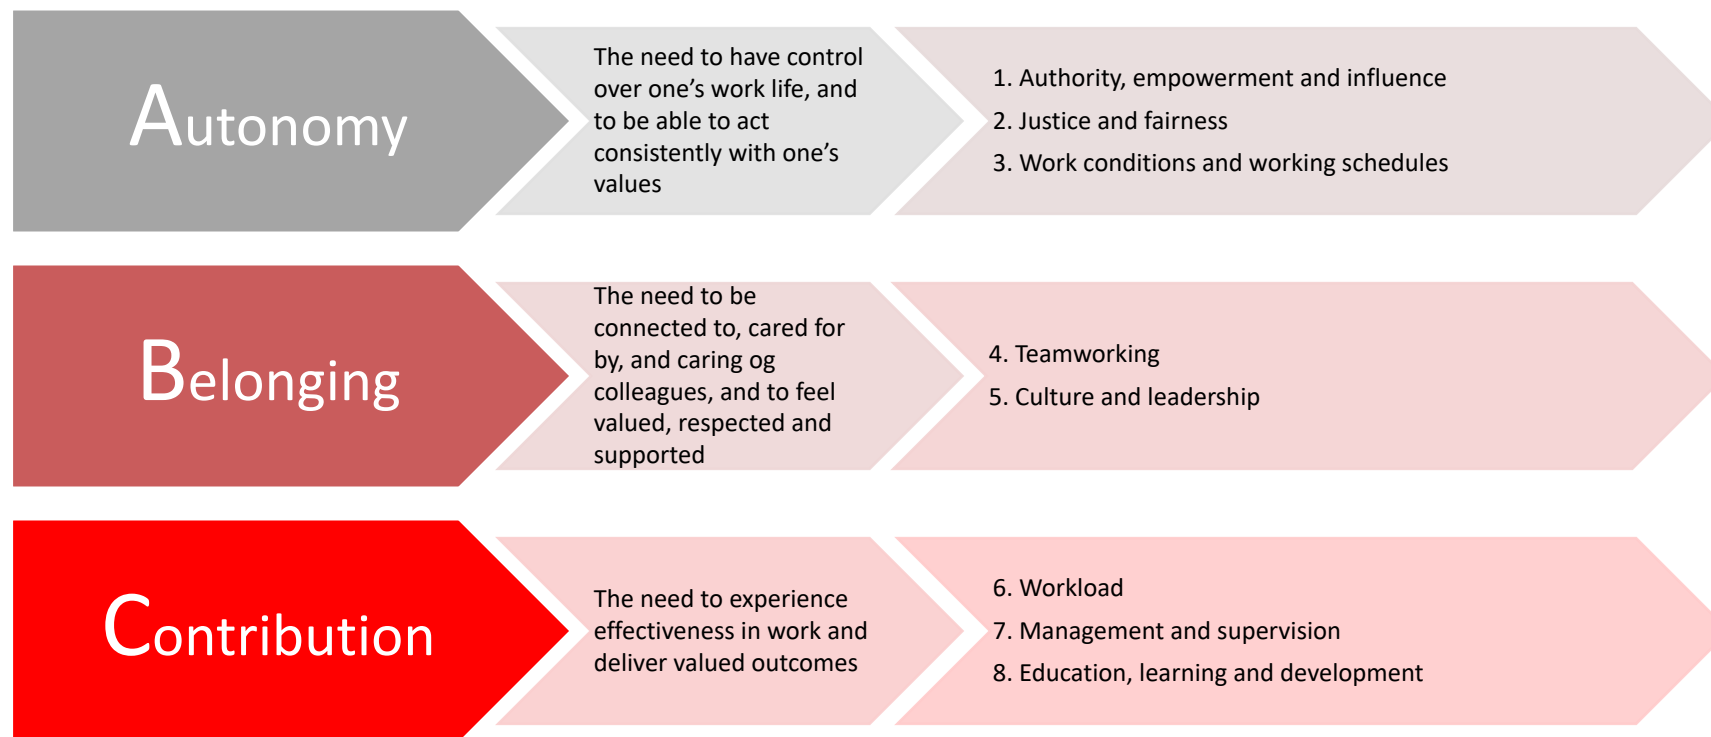 Autonomy
The need to have control
over one’s work life, and
to be able to act
consistently with one’s
values
1. Authority, empowerment and influence
2. Justice and fairness
3. Work conditions and working schedules
Belonging
The need to be
connected to, cared for
by, and caring og
colleagues, and to feel
valued, respected and
supported
4. Teamworking
5. Culture and leadership
Contribution
The need to experience
effectiveness in work and
deliver valued outcomes
6. Workload
7. Management and supervision
8. Education, learning and development